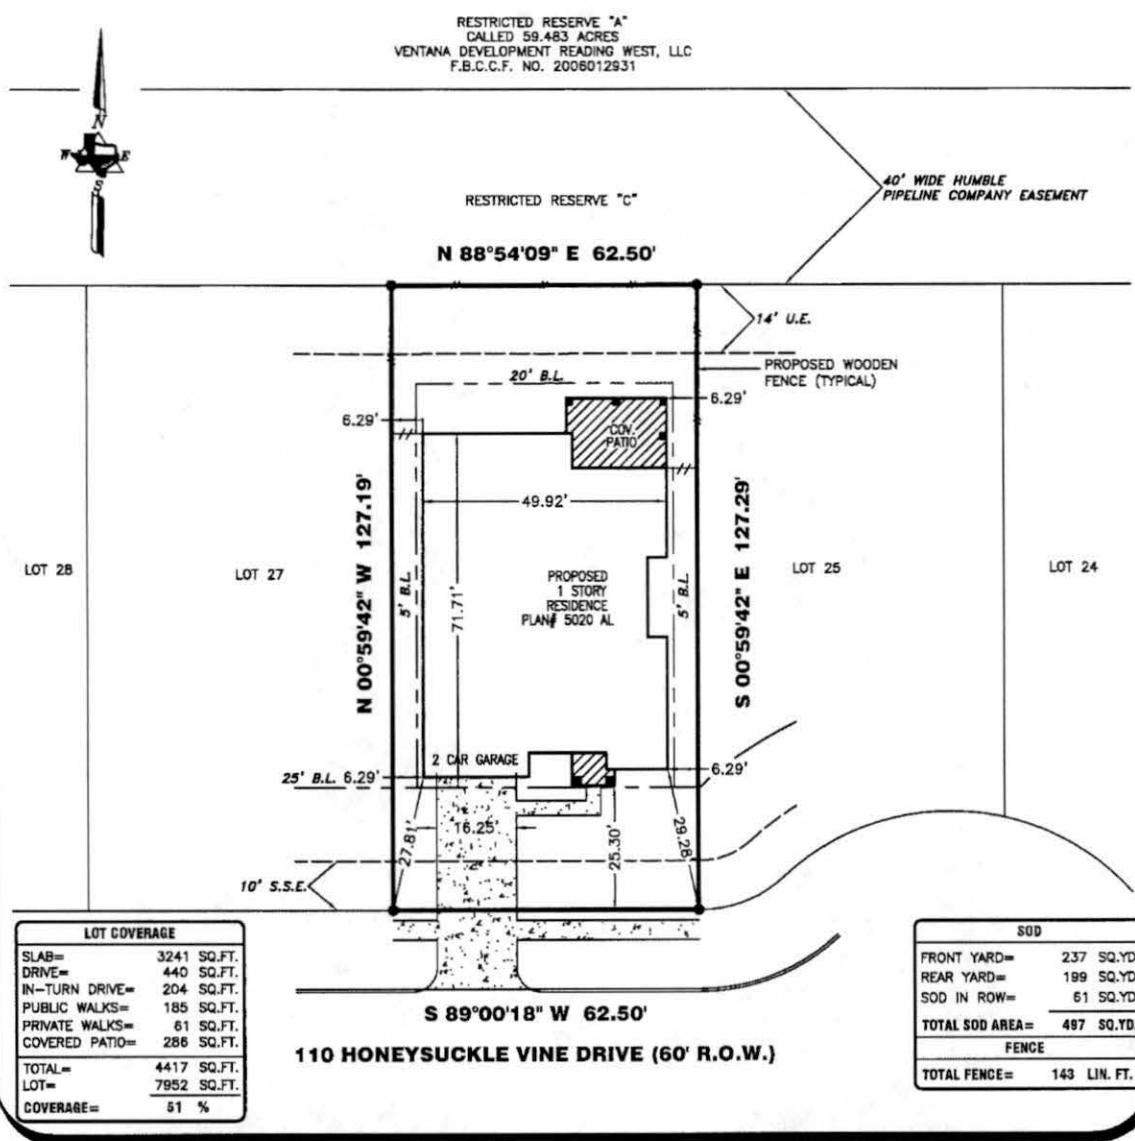 RESTRICTED RESERVE "A"
CALLED 59.483 ACRES
VENTANA DEVELOPMENT READING WEST, LLC
F.B.C.C.F. NO. 2006012931
N
W E
S
40' WIDE HUMBLE
PIPELINE COMPANY EASEMENT
RESTRICTED RESERVE "C"
N 88°54'09" E 62.50'
14' U.E.
PROPOSED WOODEN
FENCE (TYPICAL)
20' B.L.
6.29'
6.29'
COV.
PATIO
49.92'
N 00°59'42" W 127.19'
S 00°59'42" E 127.29'
LOT 28
LOT 27
5' B.L.
71.71'
PROPOSED
1 STORY
RESIDENCE
PLAN# 5020 AL
5' B.L.
LOT 25
LOT 24
2 CAR GARAGE
25' B.L. 6.29'
6.29'
27.81'
16.25'
25.30'
29.28'
10' S.S.E.
S 89°00'18" W 62.50'
110 HONEYSUCKLE VINE DRIVE (60' R.O.W.)
LOT COVERAGE
SLAB= 3241 SQ.FT.
DRIVE= 440 SQ.FT.
IN-TURN DRIVE= 204 SQ.FT.
PUBLIC WALKS= 185 SQ.FT.
PRIVATE WALKS= 61 SQ.FT.
COVERED PATIO= 286 SQ.FT.
TOTAL= 4417 SQ.FT.
LOT= 7952 SQ.FT.
COVERAGE= 51 %
SOD
FRONT YARD= 237 SQ.YD
REAR YARD= 199 SQ.YD
SOD IN ROW= 61 SQ.YD
TOTAL SOD AREA= 497 SQ.YD.
FENCE
TOTAL FENCE= 143 LIN. FT.